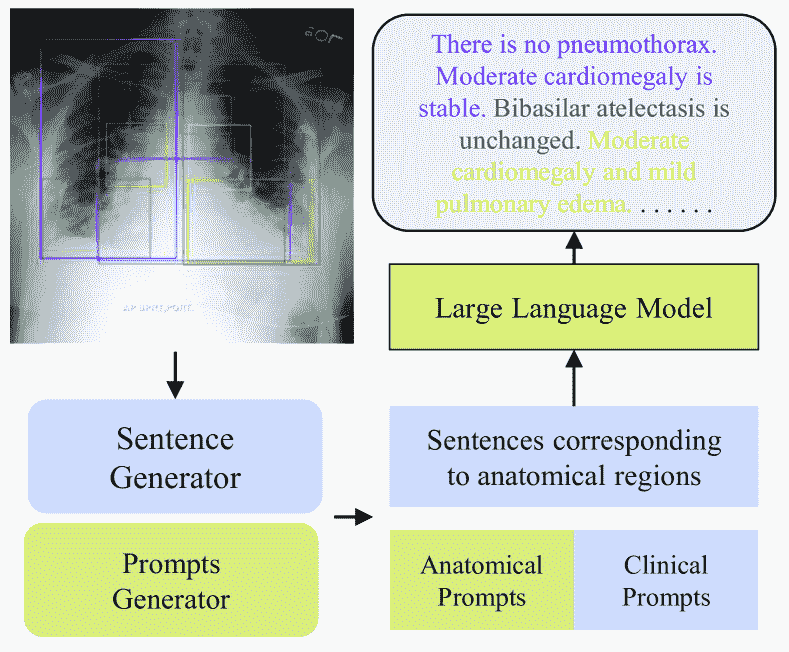 There is no pneumothorax.
Moderate cardiomegaly is
stable. Bibasilar atelectasis is
unchanged. Moderate
cardiomegaly and mild
pulmonary edema. . . . . . .
Large Language Model
Sentence
Generator
Sentences corresponding
to anatomical regions
Prompts
Generator
Anatomical
Prompts
Clinical
Prompts